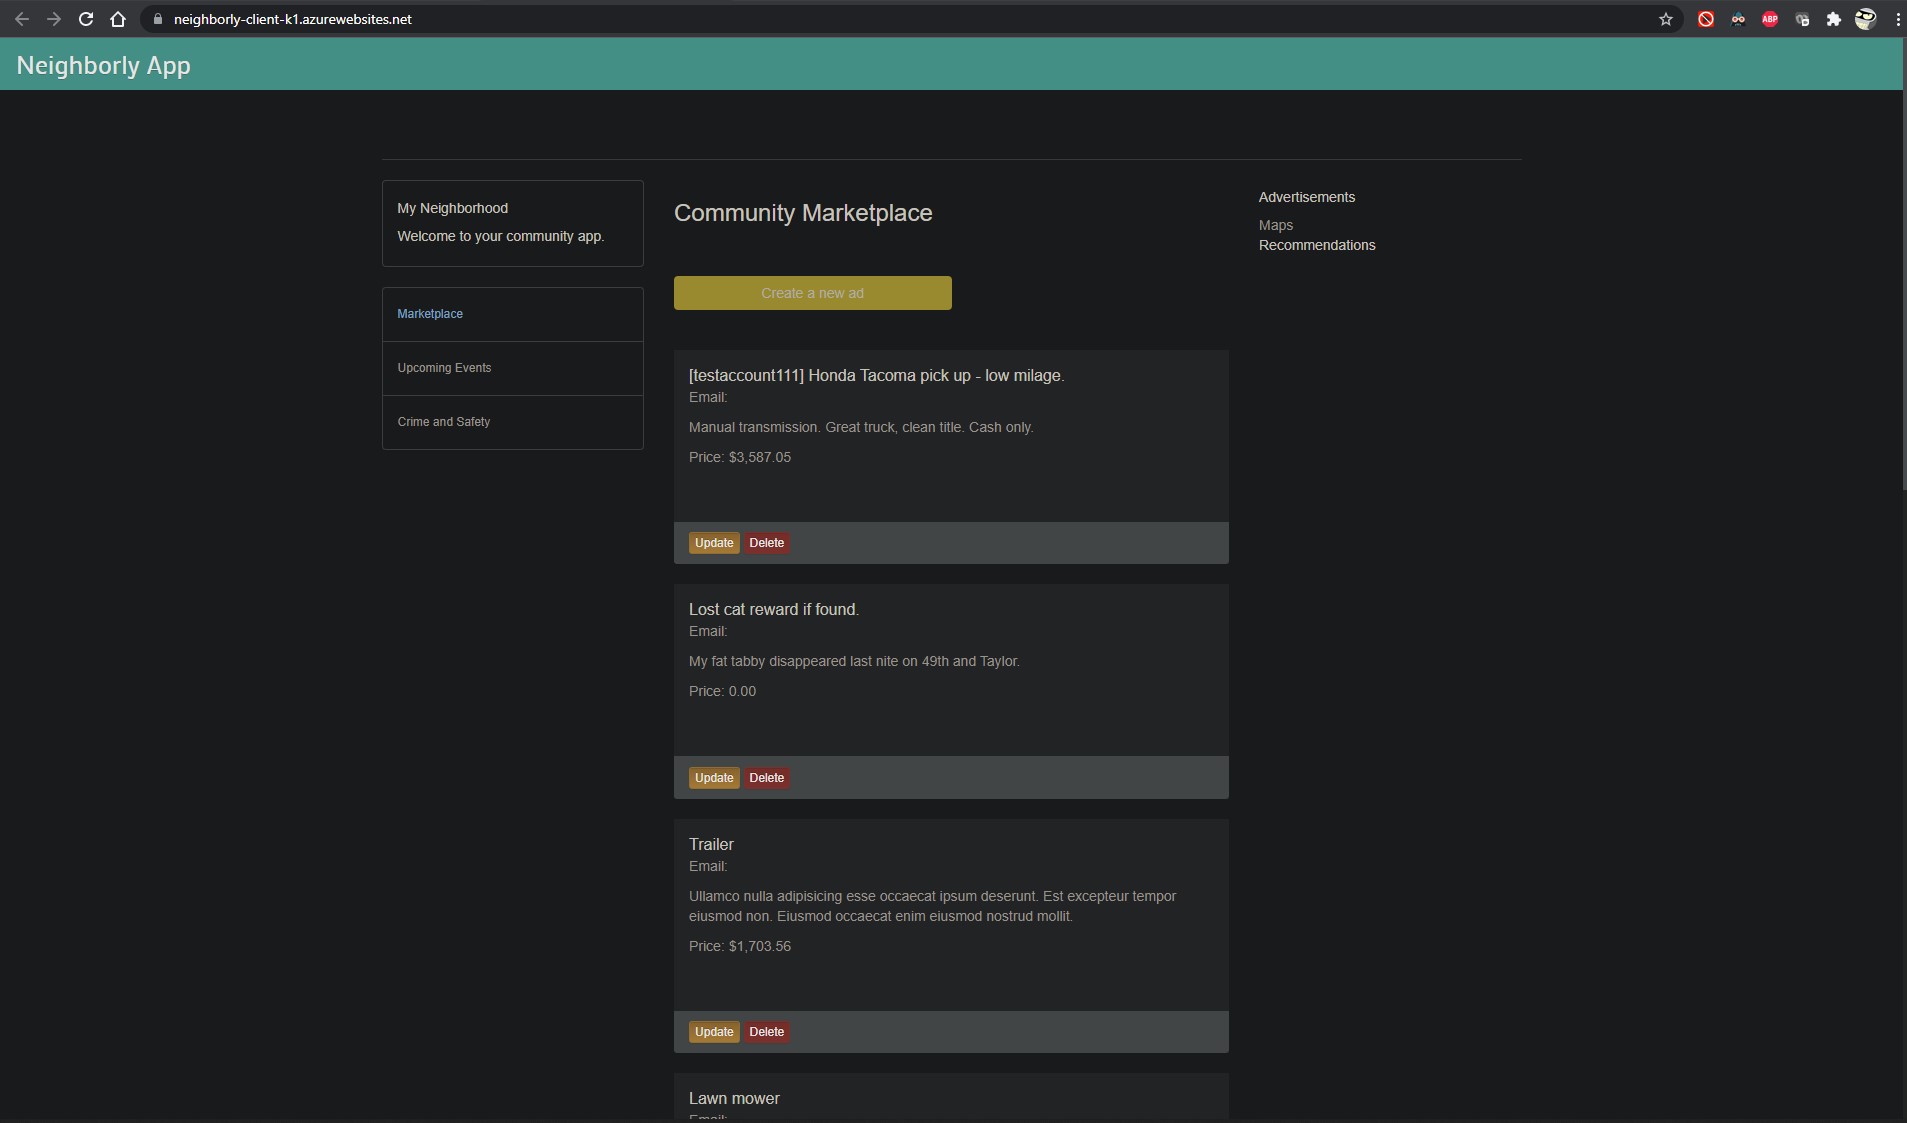 neighborly-client-k1.azurewebsites.net
ABP
Neighborly App
My Neighborhood
Welcome to your community app.
Marketplace
Upcoming Events
Crime and Safety
Community Marketplace
Create a new ad
[testaccount111] Honda Tacoma pick up - low milage.
Email:
Manual transmission. Great truck, clean title. Cash only.
Price: $3,587.05
Update Delete
Lost cat reward if found.
Email:
My fat tabby disappeared last nite on 49th and Taylor.
Price: 0.00
Update Delete
Trailer
Email:
Ullamco nulla adipisicing esse occaecat ipsum deserunt. Est excepteur tempor
eiusmod non. Eiusmod occaecat enim eiusmod nostrud mollit.
Price: $1,703.56
Update Delete
Lawn mower
Email:
Advertisements
Maps
Recommendations